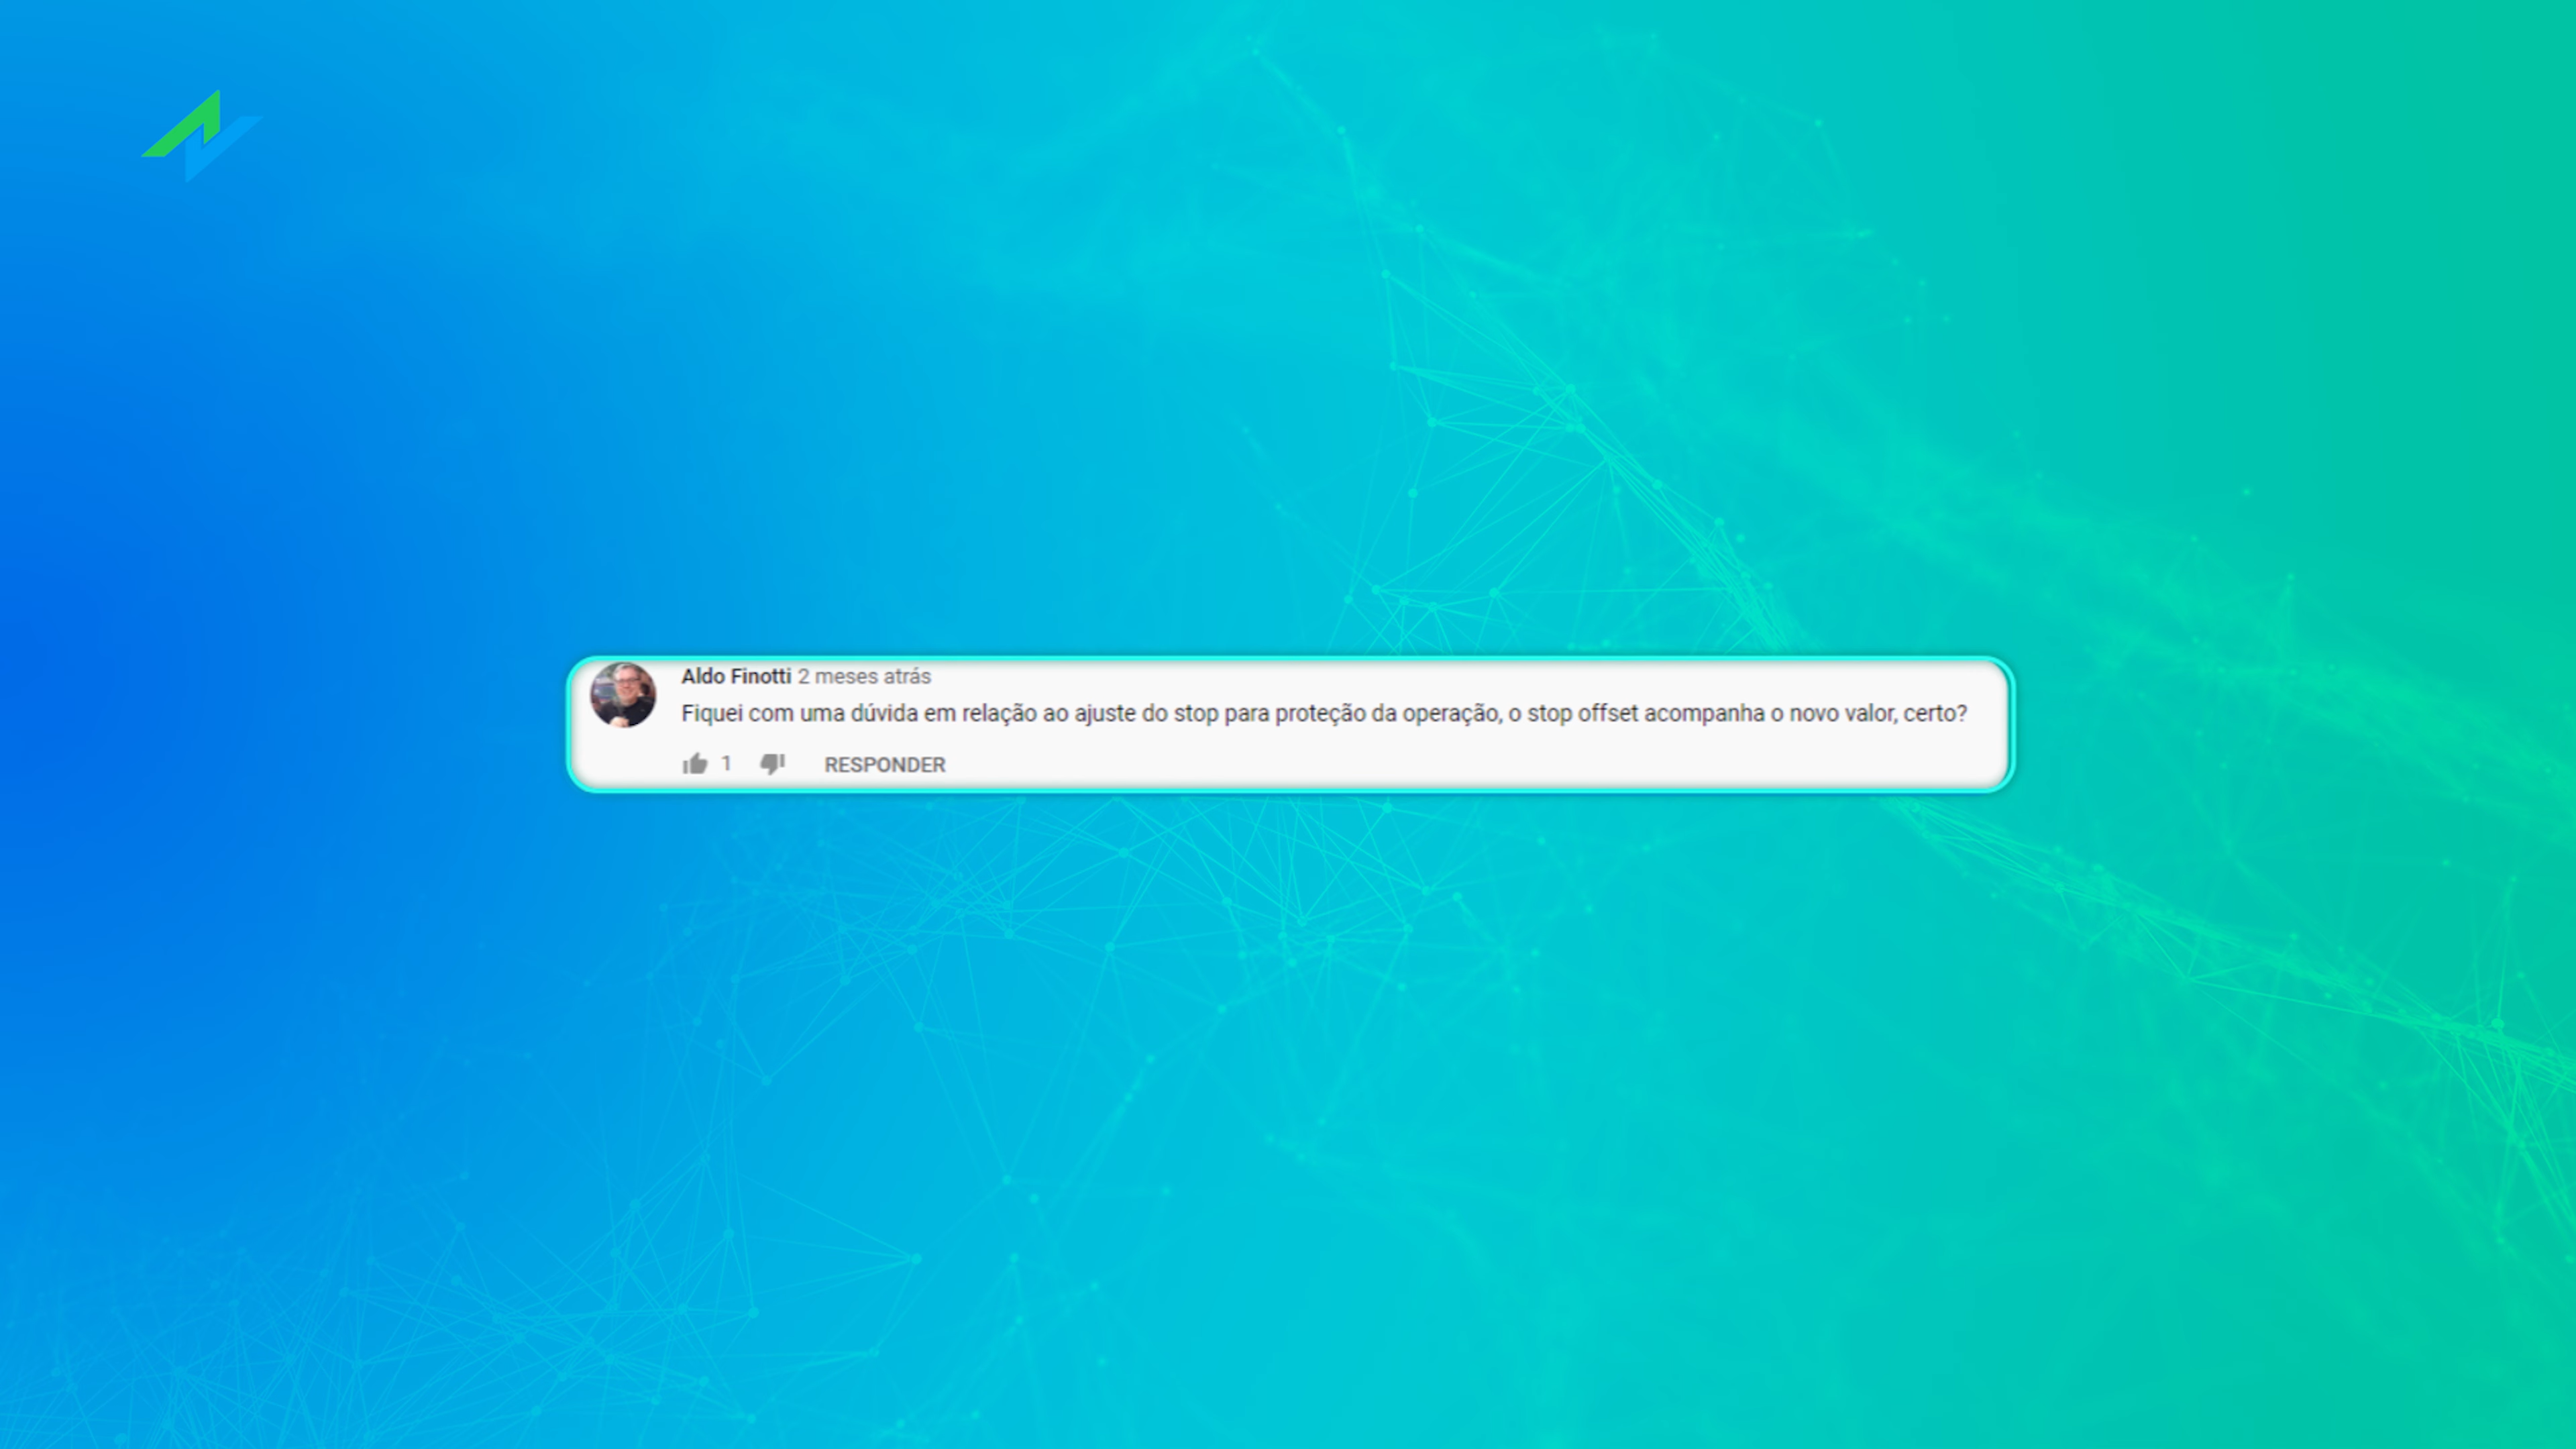 Aldo Finotti 2 meses atrás
Fiquei com uma dúvida em relação ao ajuste do stop para proteção da operação, o stop offset acompanha o novo valor, certo?
1 RESPONDER